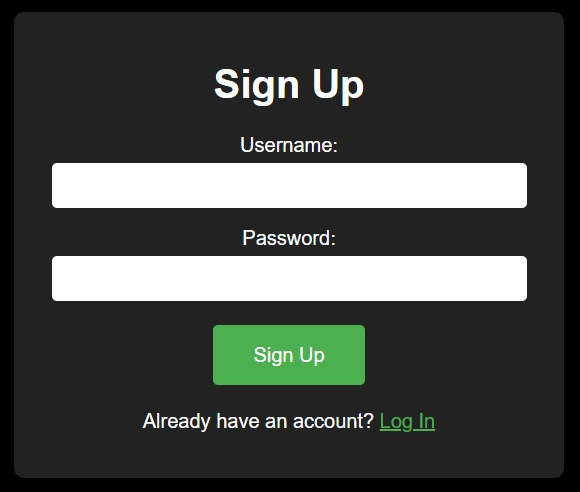 Sign Up
Username:
Password:
Sign Up
Already have an account? Log In